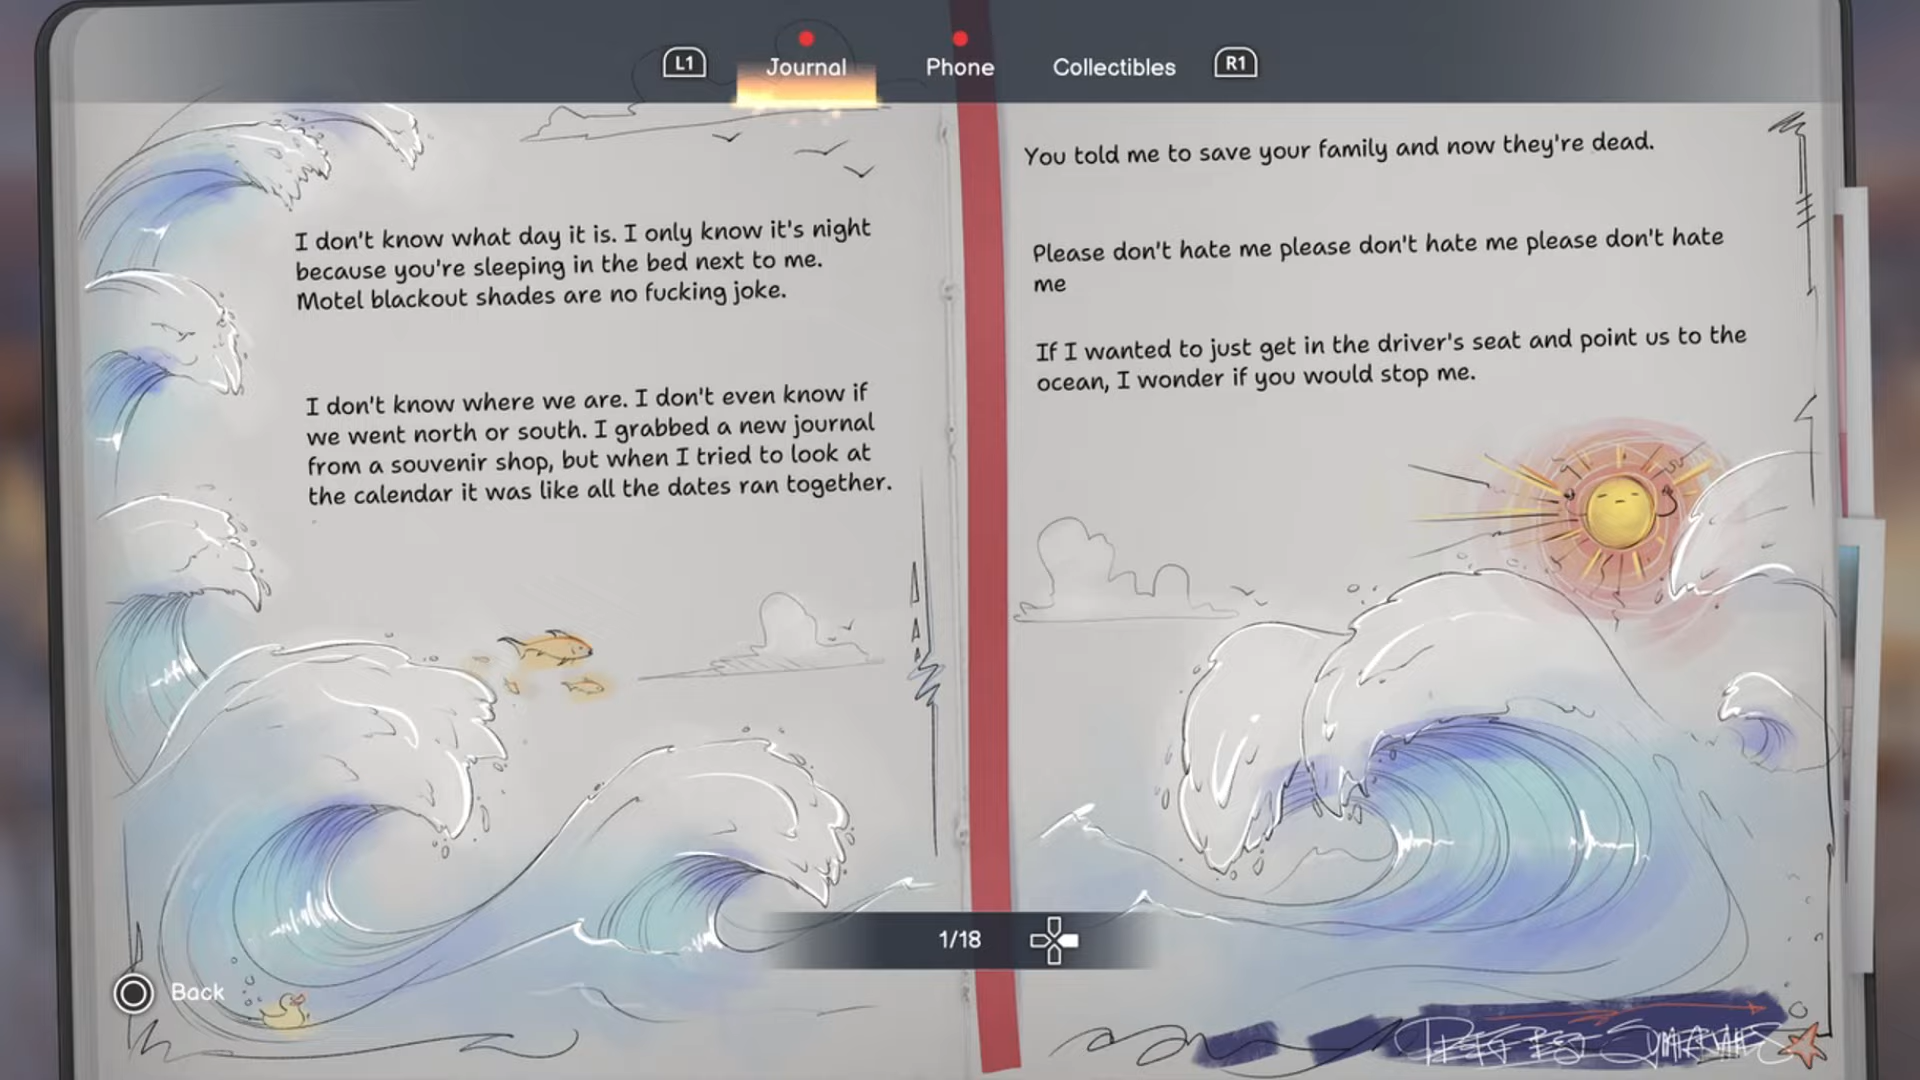 L1 Journal Phone Collectibles R1
I don't know what day it is. I only know it's night
because you're sleeping in the bed next to me.
Motel blackout shades are no fucking joke.
I don't know where we are. I don't even know if
we went north or south. I grabbed a new journal
from a souvenir shop, but when I tried to look at
the calendar it was like all the dates ran together.
You told me to save your family and now they're dead.
Please don't hate me please don't hate me please don't hate
me
If I wanted to just get in the driver's seat and point us to the
ocean, I wonder if you would stop me.
1/18
Back